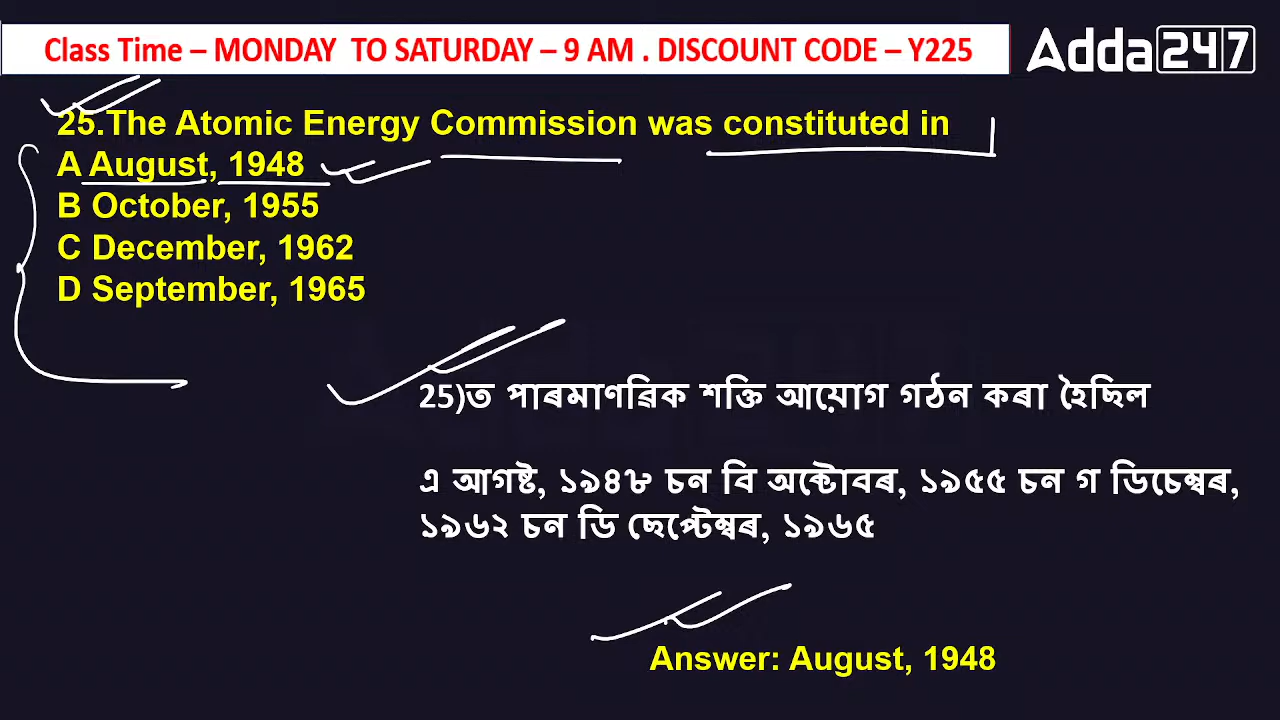 Class Time – MONDAY TO SATURDAY – 9 AM . DISCOUNT CODE – Y225
Adda247
25.The Atomic Energy Commission was constituted in
A August, 1948
B October, 1955
C December, 1962
D September, 1965
25)ত পাৰমাণৱিক শক্তি আয়োগ গঠন কৰা হৈছিল
এ আগষ্ট, ১৯৪৮ চন বি অক্টোবৰ, ১৯৫৫ চন গ ডিচেম্বৰ,
১৯৬২ চন ডি ছেপ্টেম্বৰ, ১৯৬৫
Answer: August, 1948